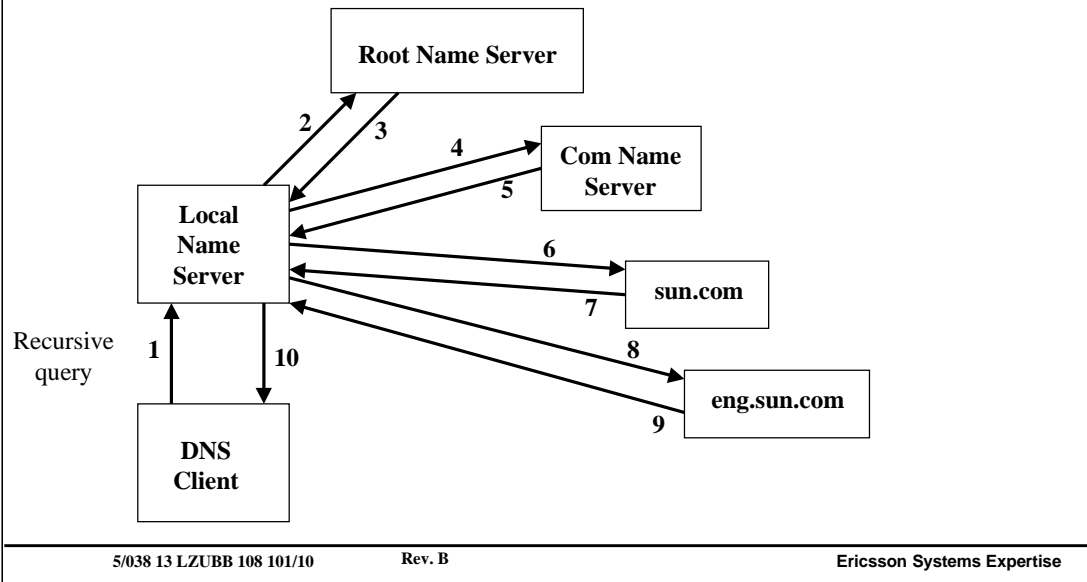 Root Name Server
2
3
4
Com Name
Server
5
Local
Name
Server
6
sun.com
7
Recursive
query
1
10
8
eng.sun.com
9
DNS
Client
5/038 13 LZUBB 108 101/10
Rev. B
Ericsson Systems Expertise